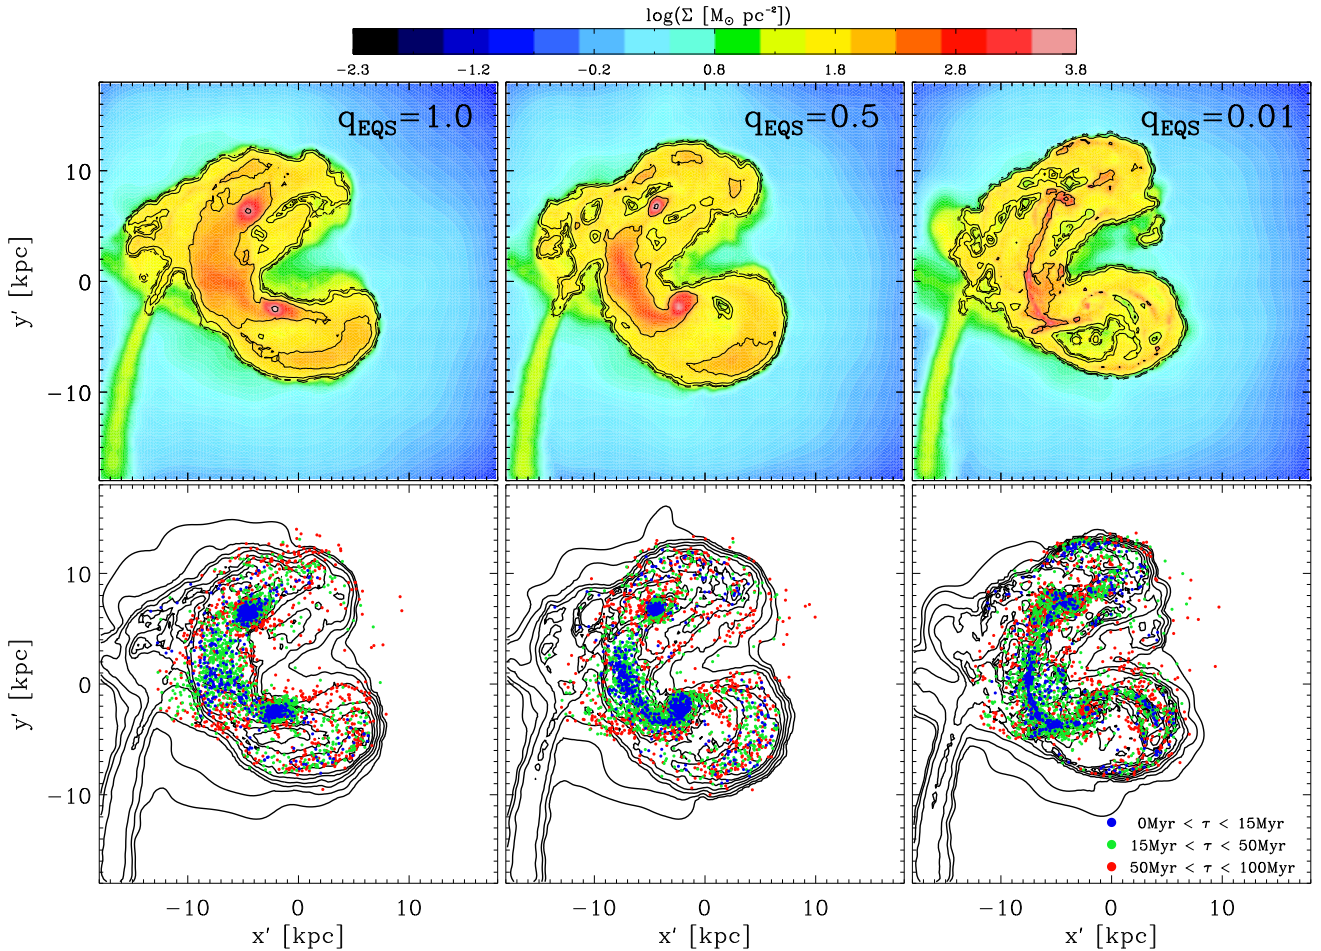 log(Σ [M☉ pc⁻²])
−2.3 −1.2 −0.2 0.8 1.8 2.8 3.8
q_EQS=1.0 q_EQS=0.5 q_EQS=0.01
10
0
−10
y′ [kpc]
10
0
−10
y′ [kpc]
0Myr < τ < 15Myr
15Myr < τ < 50Myr
50Myr < τ < 100Myr
−10 0 10 −10 0 10 −10 0 10
x′ [kpc] x′ [kpc] x′ [kpc]